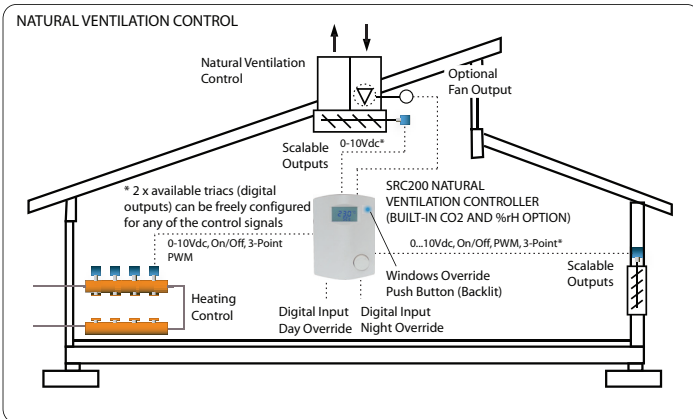 NATURAL VENTILATION CONTROL
Natural Ventilation
Control
Optional
Fan Output
Scalable
Outputs
0-10Vdc*
* 2 x available triacs (digital
outputs) can be freely configured
for any of the control signals
SRC200 NATURAL
VENTILATION CONTROLLER
(BUILT-IN CO2 AND %rH OPTION)
0-10Vdc, On/Off, 3-Point
PWM
0...10Vdc, On/Off, PWM, 3-Point*
Scalable
Outputs
Windows Override
Push Button (Backlit)
Heating
Control
Digital Input
Day Override
Digital Input
Night Override